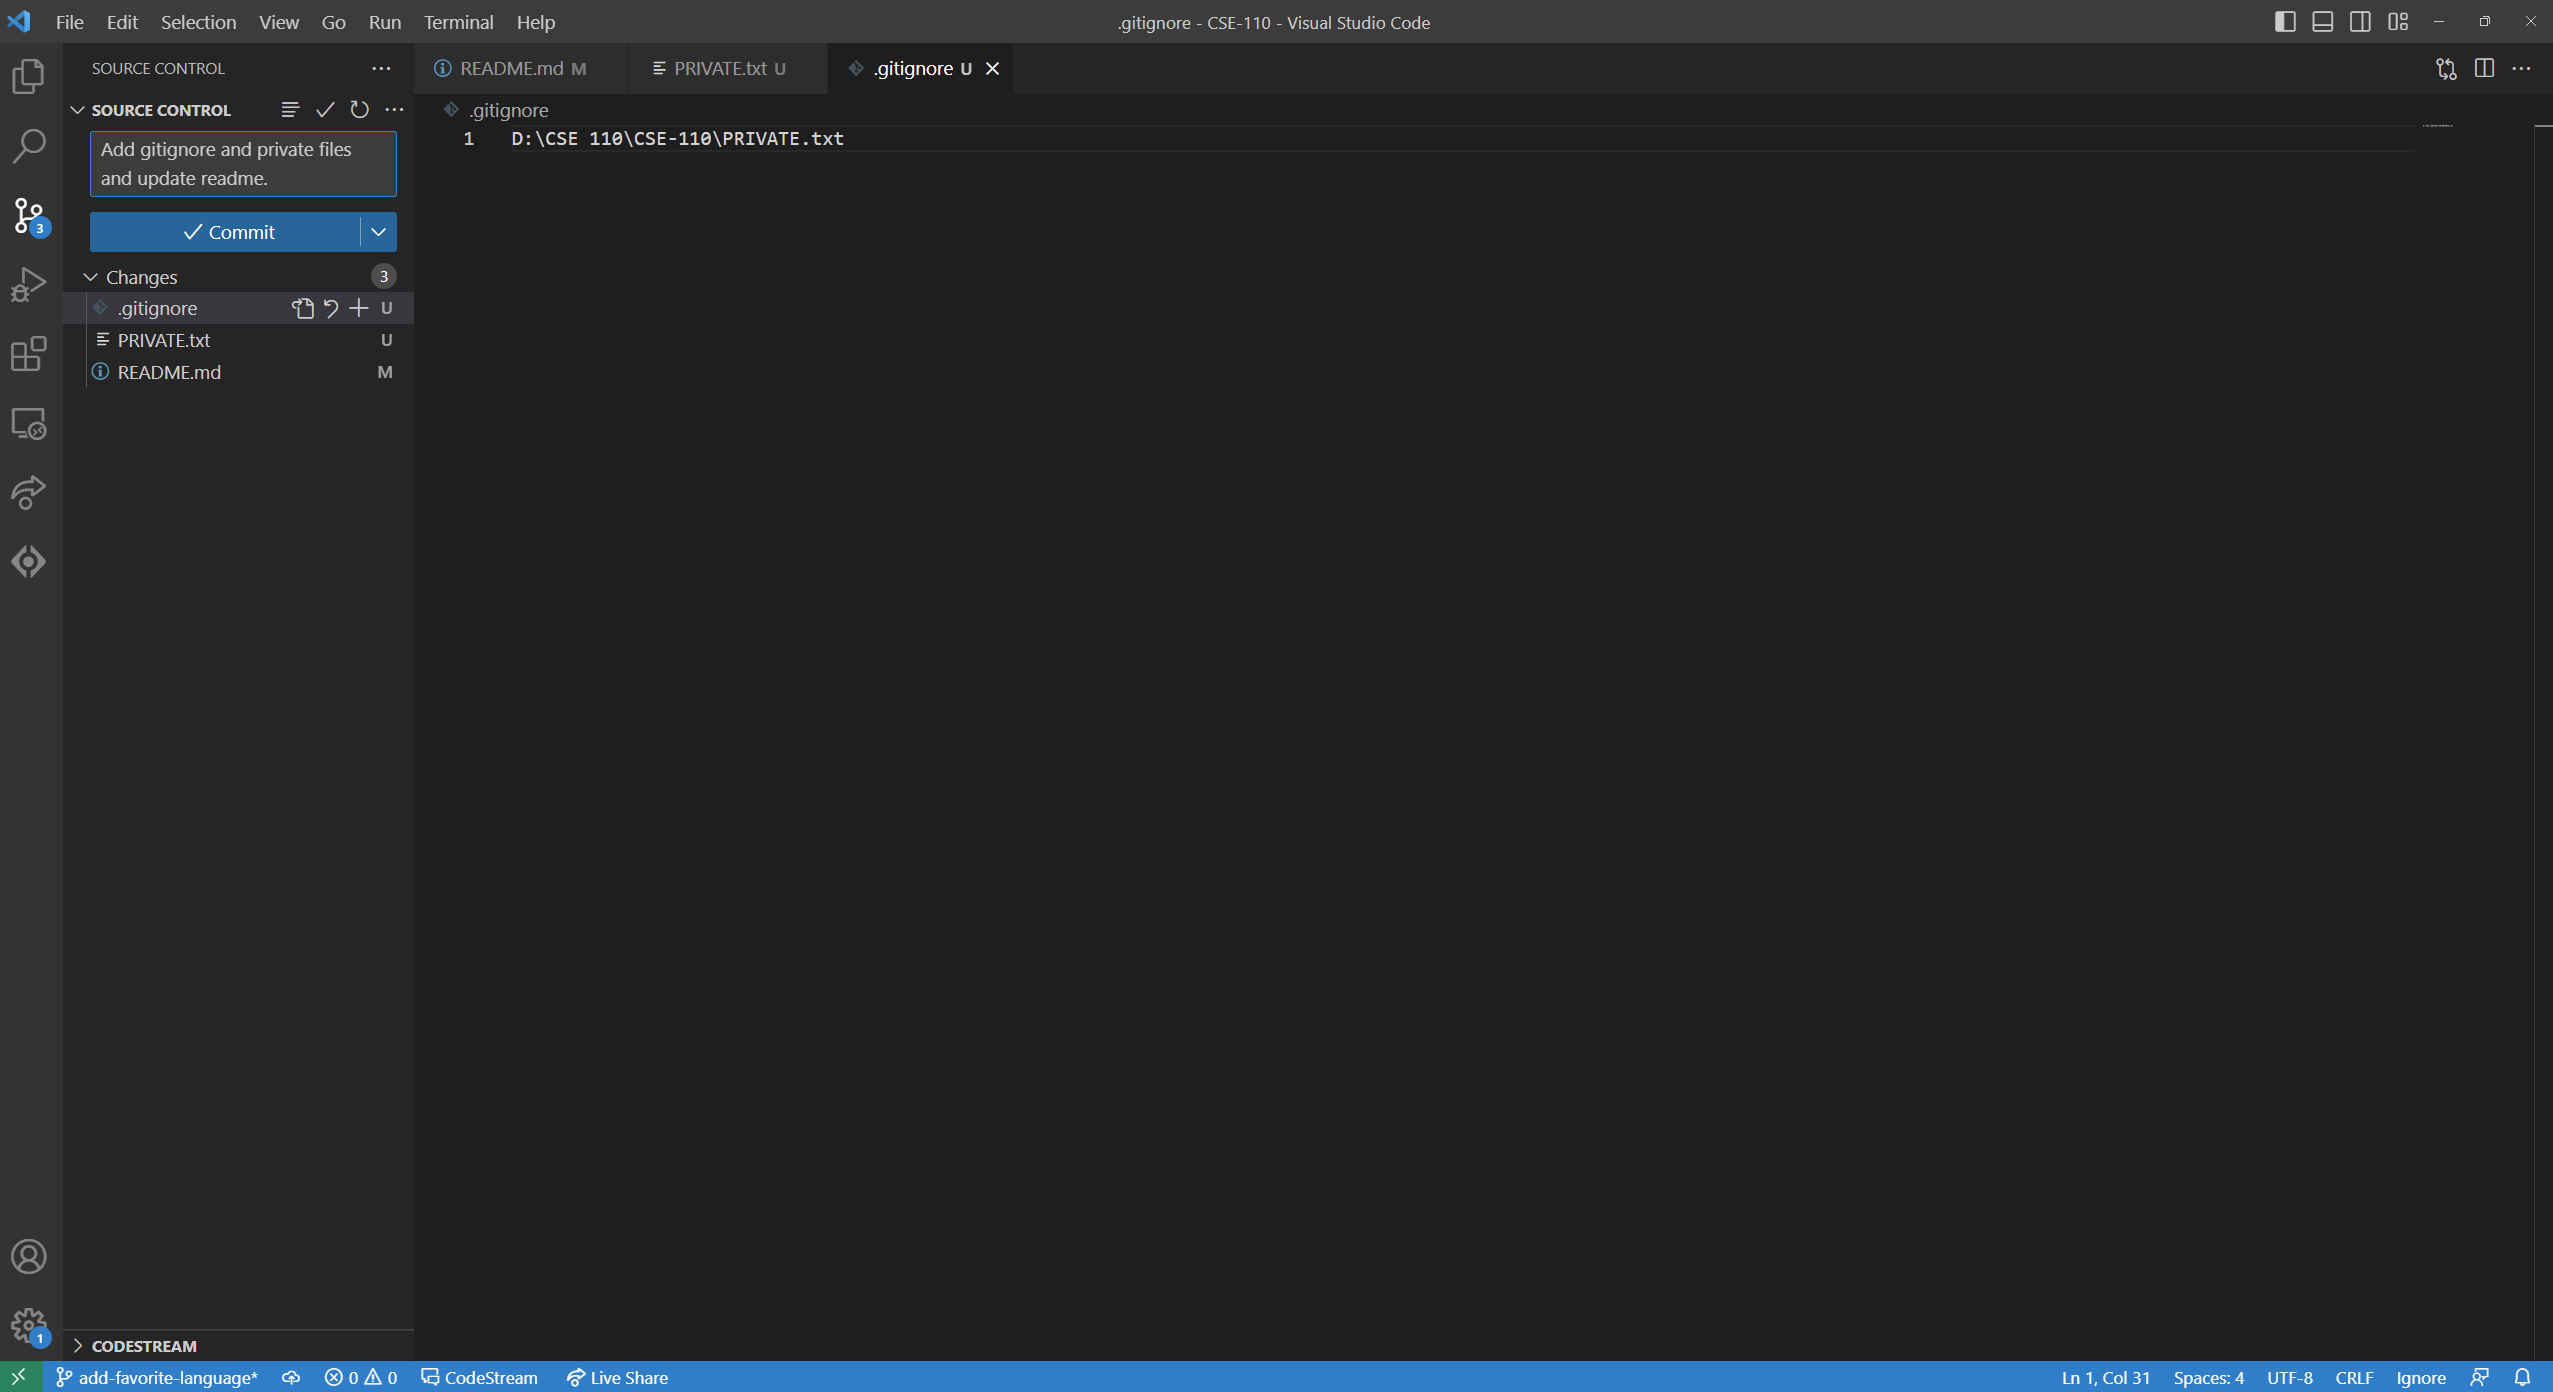 File Edit Selection View Go Run Terminal Help
.gitignore - CSE-110 - Visual Studio Code
SOURCE CONTROL
SOURCE CONTROL
Add gitignore and private files
and update readme.
Commit
Changes 3
.gitignore U
PRIVATE.txt U
README.md M
CODESTREAM
README.md M
PRIVATE.txt U
.gitignore U
.gitignore
1 D:\CSE 110\CSE-110\PRIVATE.txt
3
1
add-favorite-language* 0 0 CodeStream Live Share
Ln 1, Col 31 Spaces: 4 UTF-8 CRLF Ignore